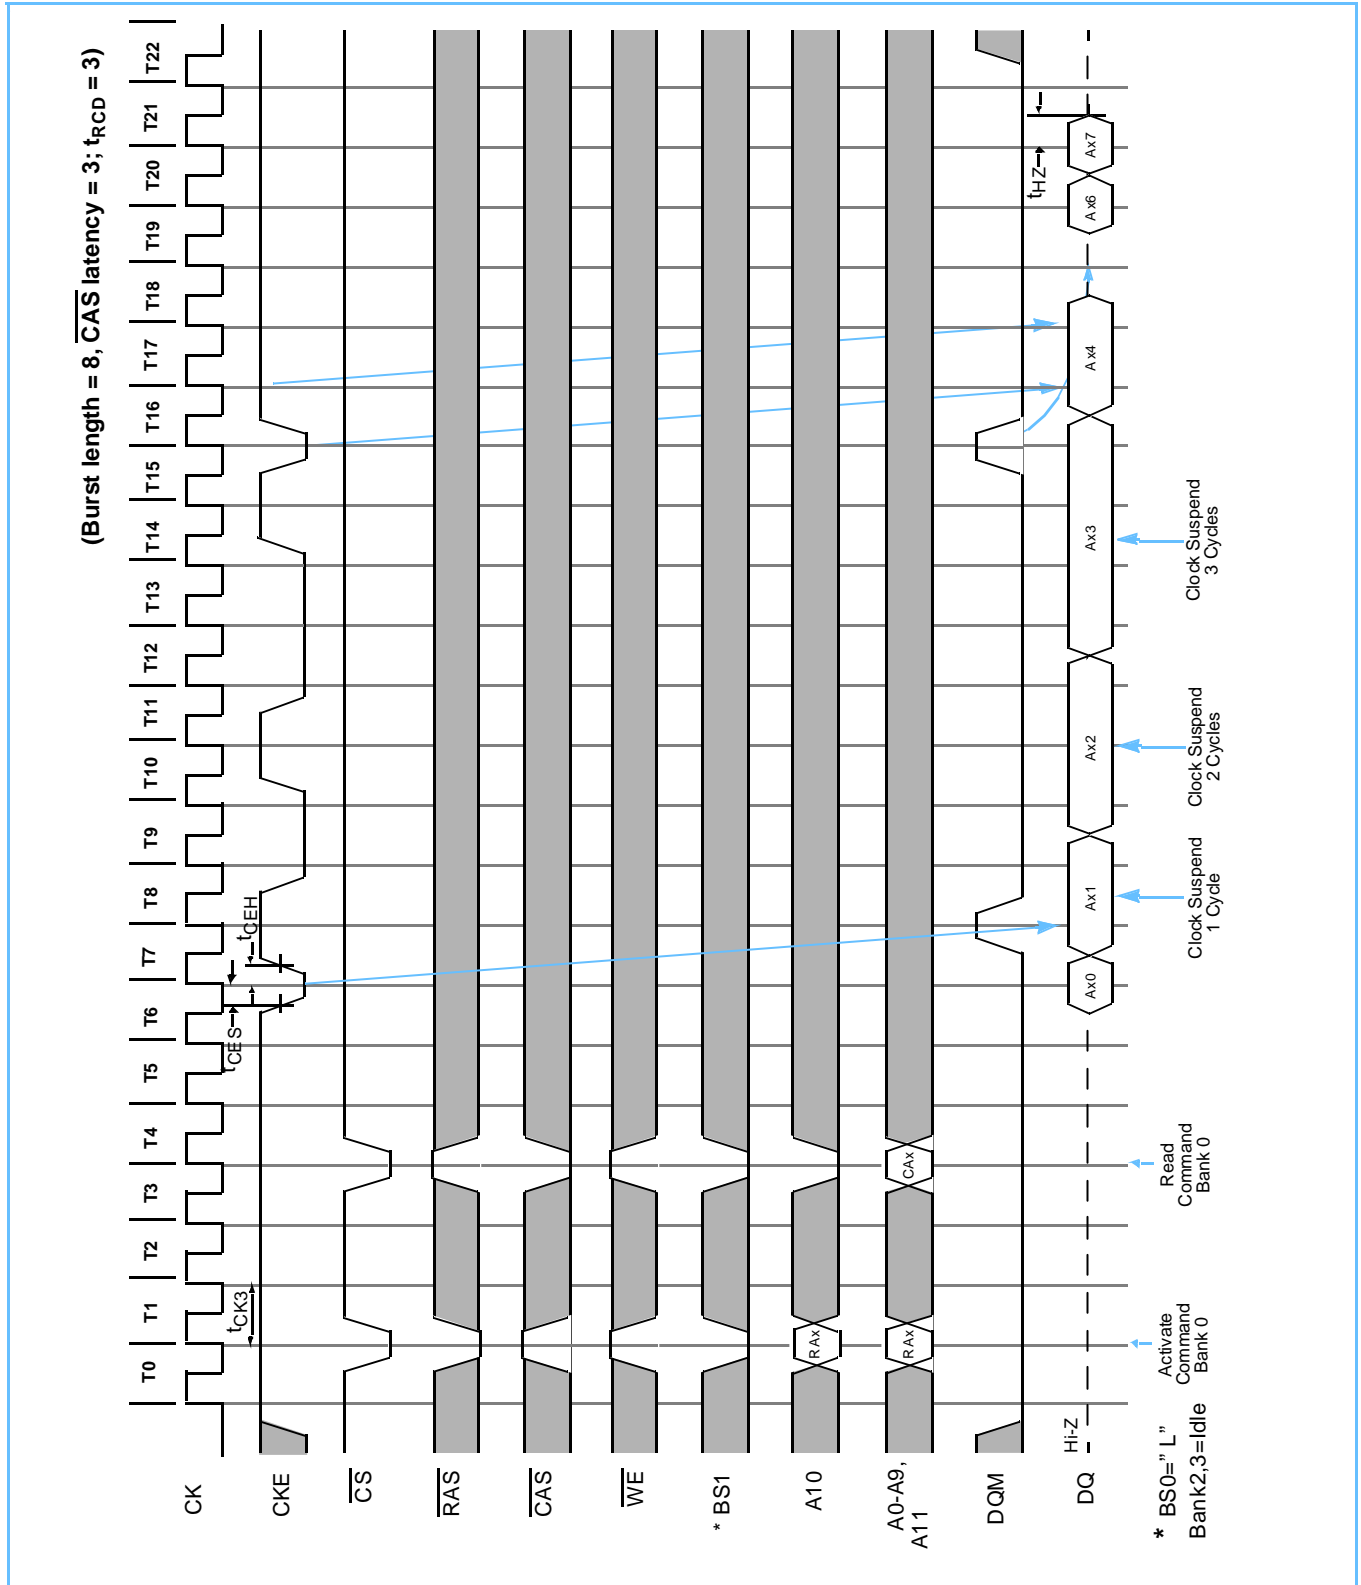 (Burst length = 8, CAS latency = 3; tRCD = 3)
T0 T1 T2 T3 T4 T5 T6 T7 T8 T9 T10 T11 T12 T13 T14 T15 T16 T17 T18 T19 T20 T21 T22
CK
tCK3
tCES
tCEH
CKE
CS
RAS
CAS
WE
* BS1
A10
RAx
A0-A9,
A11
RAx
CAx
DQM
tHZ
DQ
Hi-Z
Ax0
Ax1
Ax2
Ax3
Ax4
Ax6
Ax7
* BS0=" L"
Bank2,3=Idle
Activate
Command
Bank 0
Read
Command
Bank 0
Clock Suspend
1 Cycle
Clock Suspend
2 Cycles
Clock Suspend
3 Cycles